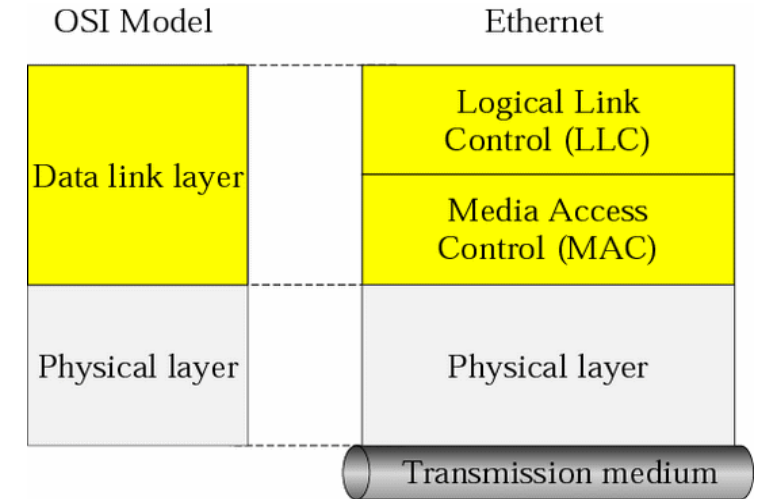 OSI Model
Ethernet
Data link layer
Logical Link
Control (LLC)
Media Access
Control (MAC)
Physical layer
Physical layer
Transmission medium